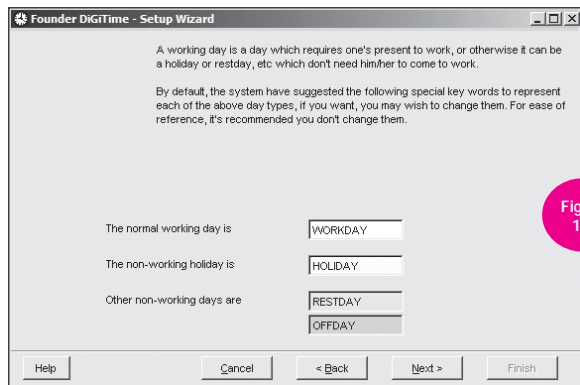 Founder DiGiTime - Setup Wizard
A working day is a day which requires one's present to work, or otherwise it can be
a holiday or restday, etc which don't need him/her to come to work.
By default, the system have suggested the following special key words to represent
each of the above day types, if you want, you may wish to change them. For ease of
reference, it's recommended you don't change them.
Fig
1
The normal working day is WORKDAY
The non-working holiday is HOLIDAY
Other non-working days are RESTDAY
OFFDAY
Help Cancel < Back Next > Finish